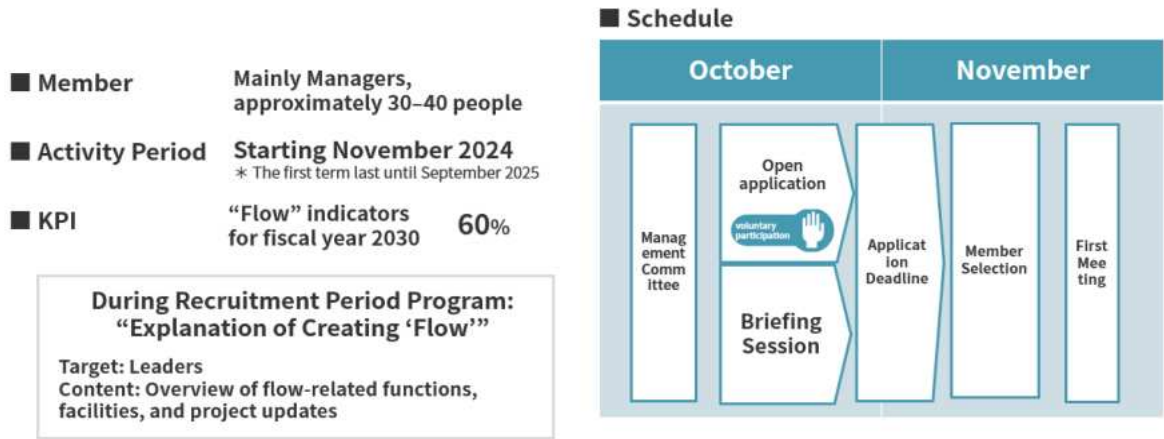 ■ Member
Mainly Managers,
approximately 30–40 people
■ Activity Period
Starting November 2024
＊ The first term last until September 2025
■ KPI
“Flow” indicators
for fiscal year 2030
60%
During Recruitment Period Program:
“Explanation of Creating ‘Flow’”
Target: Leaders
Content: Overview of flow-related functions,
facilities, and project updates
■ Schedule
October
November
Manag
ement
Comm
ittee
Open
application
voluntary
participation
Briefing
Session
Applicat
ion
Deadline
Member
Selection
First
Mee
ting